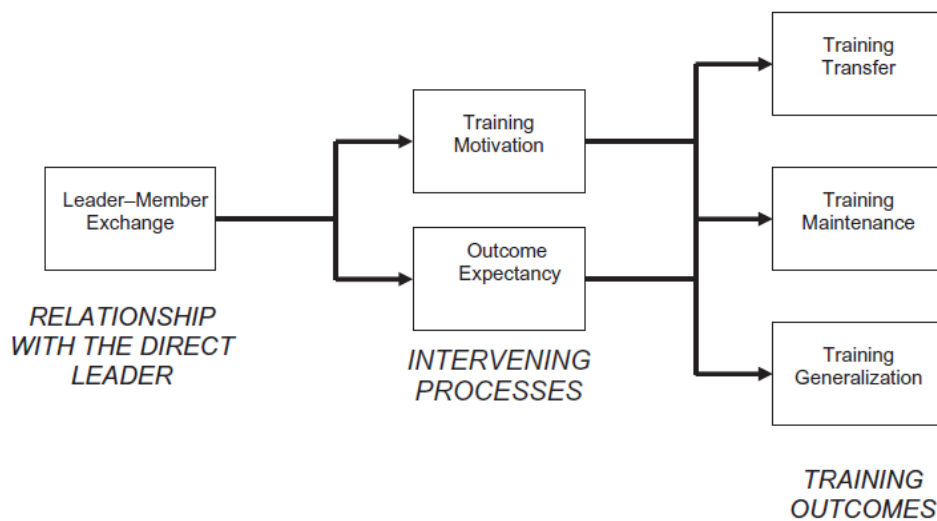 Training
Transfer
Training
Motivation
Leader–Member
Exchange
Training
Maintenance
Outcome
Expectancy
RELATIONSHIP
WITH THE DIRECT
LEADER
INTERVENING
PROCESSES
Training
Generalization
TRAINING
OUTCOMES